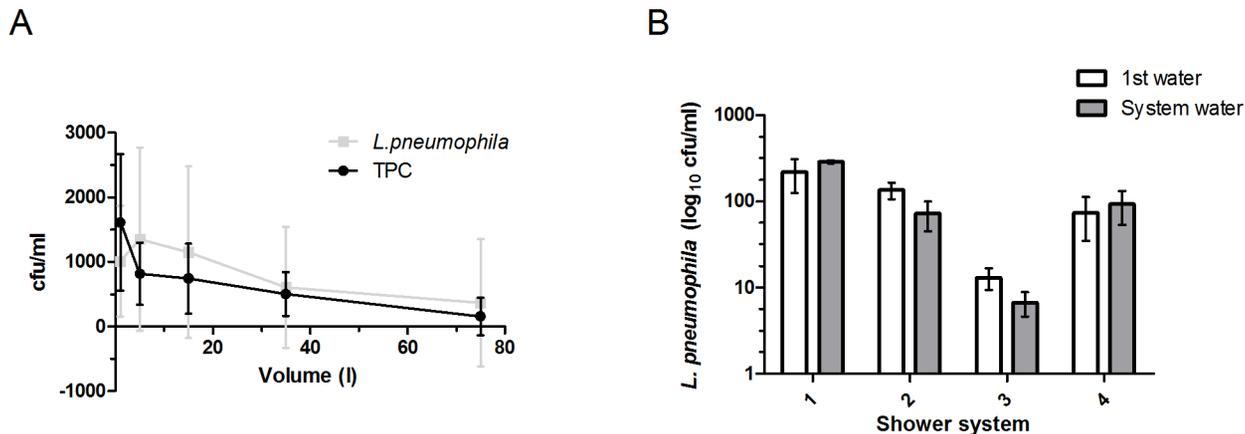 A
3000
2000
1000
0
-1000
cfu/ml
20 40 60 80
Volume (l)
L.pneumophila
TPC
B
1st water
System water
1000
100
10
1
L. pneumophila (log10 cfu/ml)
1 2 3 4
Shower system